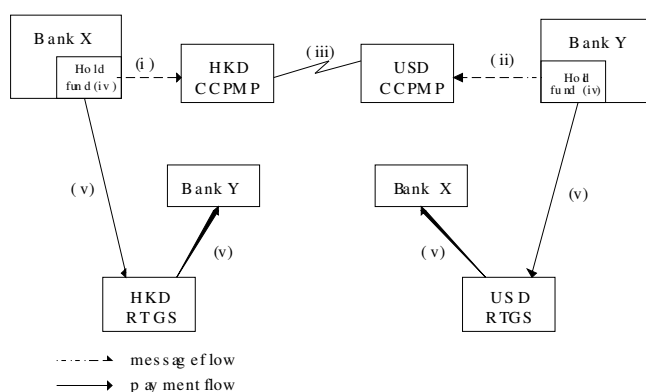 Bank X
Hold
fund (iv)
(i)
HKD
CCPMP
(iii)
USD
CCPMP
(ii)
Bank Y
Hold
fund (iv)
(v)
Bank Y
(v)
HKD
RTGS
Bank X
(v)
(v)
USD
RTGS
message flow
payment flow